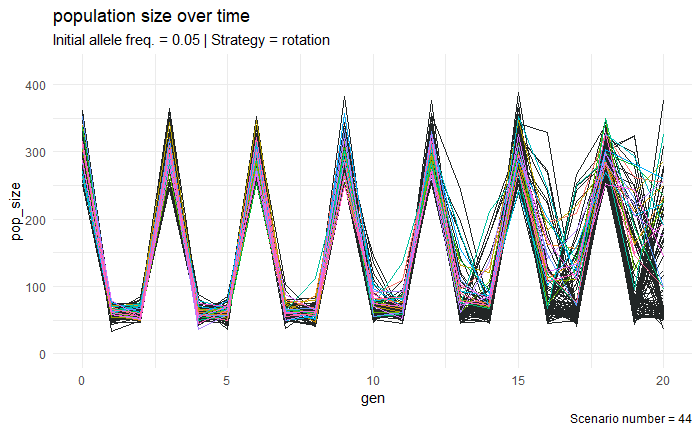 population size over time
Initial allele freq. = 0.05 | Strategy = rotation
400
300
200
100
0
pop_size
0 5 10 15 20
gen
Scenario number = 44